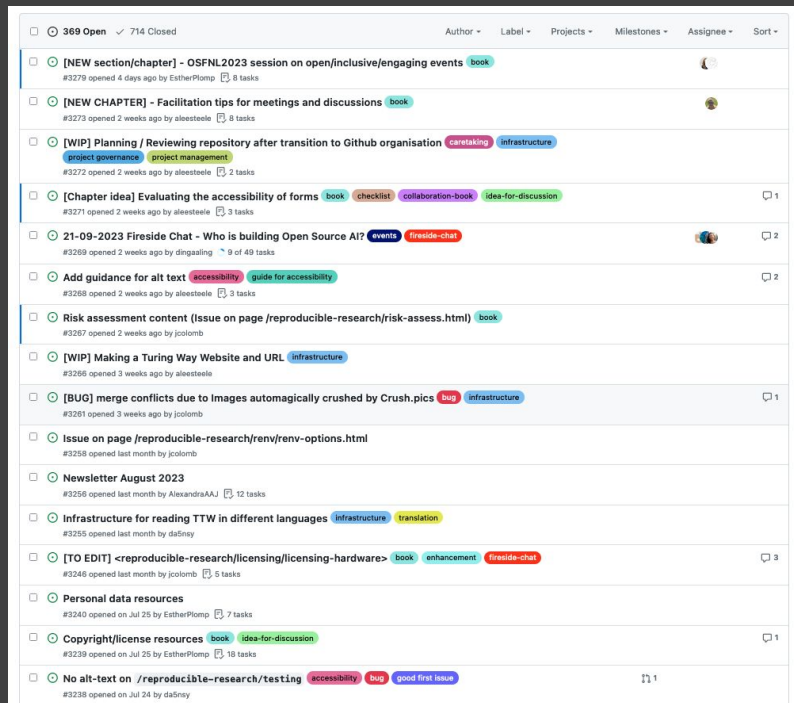 369 Open 714 Closed Author Label Projects Milestones Assignee Sort
[NEW section/chapter] - OSFNL2023 session on open/inclusive/engaging events book
#3279 opened 4 days ago by EstherPlomp 8 tasks
[NEW CHAPTER] - Facilitation tips for meetings and discussions book
#3273 opened 2 weeks ago by aleesteele 8 tasks
[WIP] Planning / Reviewing repository after transition to Github organisation caretaking infrastructure
project governance project management
#3272 opened 2 weeks ago by aleesteele 2 tasks
[Chapter idea] Evaluating the accessibility of forms book checklist collaboration-book idea-for-discussion 1
#3271 opened 2 weeks ago by aleesteele 3 tasks
21-09-2023 Fireside Chat - Who is building Open Source AI? events fireside-chat 2
#3269 opened 2 weeks ago by dingaaling 9 of 49 tasks
Add guidance for alt text accessibility guide for accessibility 2
#3268 opened 2 weeks ago by aleesteele 3 tasks
Risk assessment content (Issue on page /reproducible-research/risk-assess.html) book
#3267 opened 2 weeks ago by jcolomb
[WIP] Making a Turing Way Website and URL infrastructure
#3266 opened 3 weeks ago by aleesteele
[BUG] merge conflicts due to Images automagically crushed by Crush.pics bug infrastructure 1
#3261 opened 3 weeks ago by jcolomb
Issue on page /reproducible-research/renv/renv-options.html
#3258 opened last month by jcolomb
Newsletter August 2023
#3256 opened last month by AlexandraAAJ 12 tasks
Infrastructure for reading TTW in different languages infrastructure translation
#3255 opened last month by da5nsy
[TO EDIT] <reproducible-research/licensing/licensing-hardware> book enhancement fireside-chat 3
#3246 opened last month by jcolomb 5 tasks
Personal data resources
#3240 opened on Jul 25 by EstherPlomp 7 tasks
Copyright/license resources book idea-for-discussion 1
#3239 opened on Jul 25 by EstherPlomp 18 tasks
No alt-text on /reproducible-research/testing accessibility bug good first issue 1
#3238 opened on Jul 24 by da5nsy